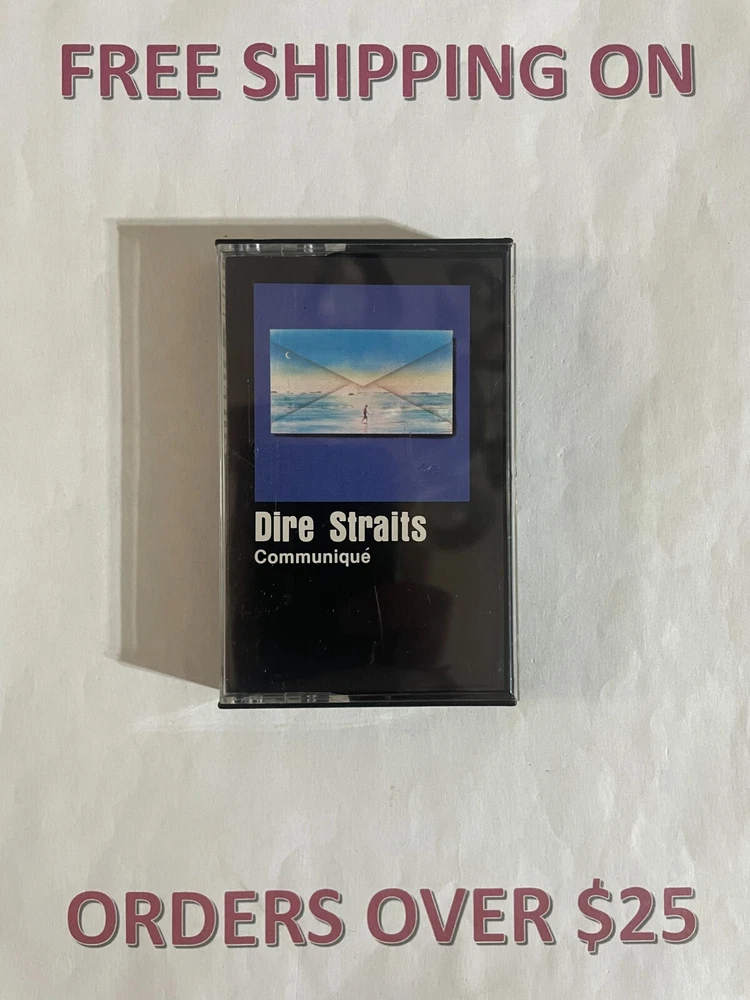 FREE SHIPPING ON
Dire Straits
Communiqué
ORDERS OVER $25